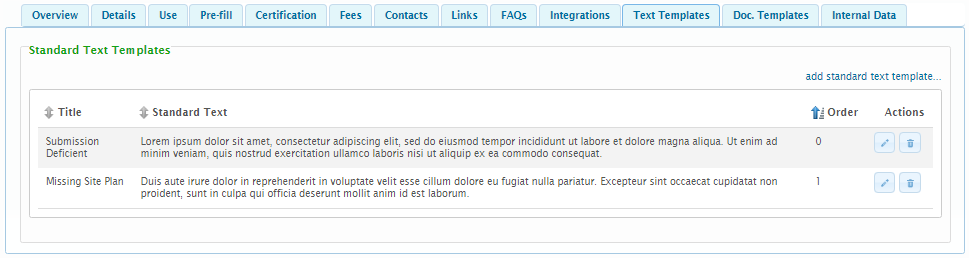 Overview Details Use Pre-fill Certification Fees Contacts Links FAQs Integrations Text Templates Doc. Templates Internal Data
Standard Text Templates
add standard text template...
Title Standard Text Order Actions
Submission Deficient
Lorem ipsum dolor sit amet, consectetur adipiscing elit, sed do eiusmod tempor incididunt ut labore et dolore magna aliqua. Ut enim ad
minim veniam, quis nostrud exercitation ullamco laboris nisi ut aliquip ex ea commodo consequat.
0
Missing Site Plan
Duis aute irure dolor in reprehenderit in voluptate velit esse cillum dolore eu fugiat nulla pariatur. Excepteur sint occaecat cupidatat non
proident, sunt in culpa qui officia deserunt mollit anim id est laborum.
1